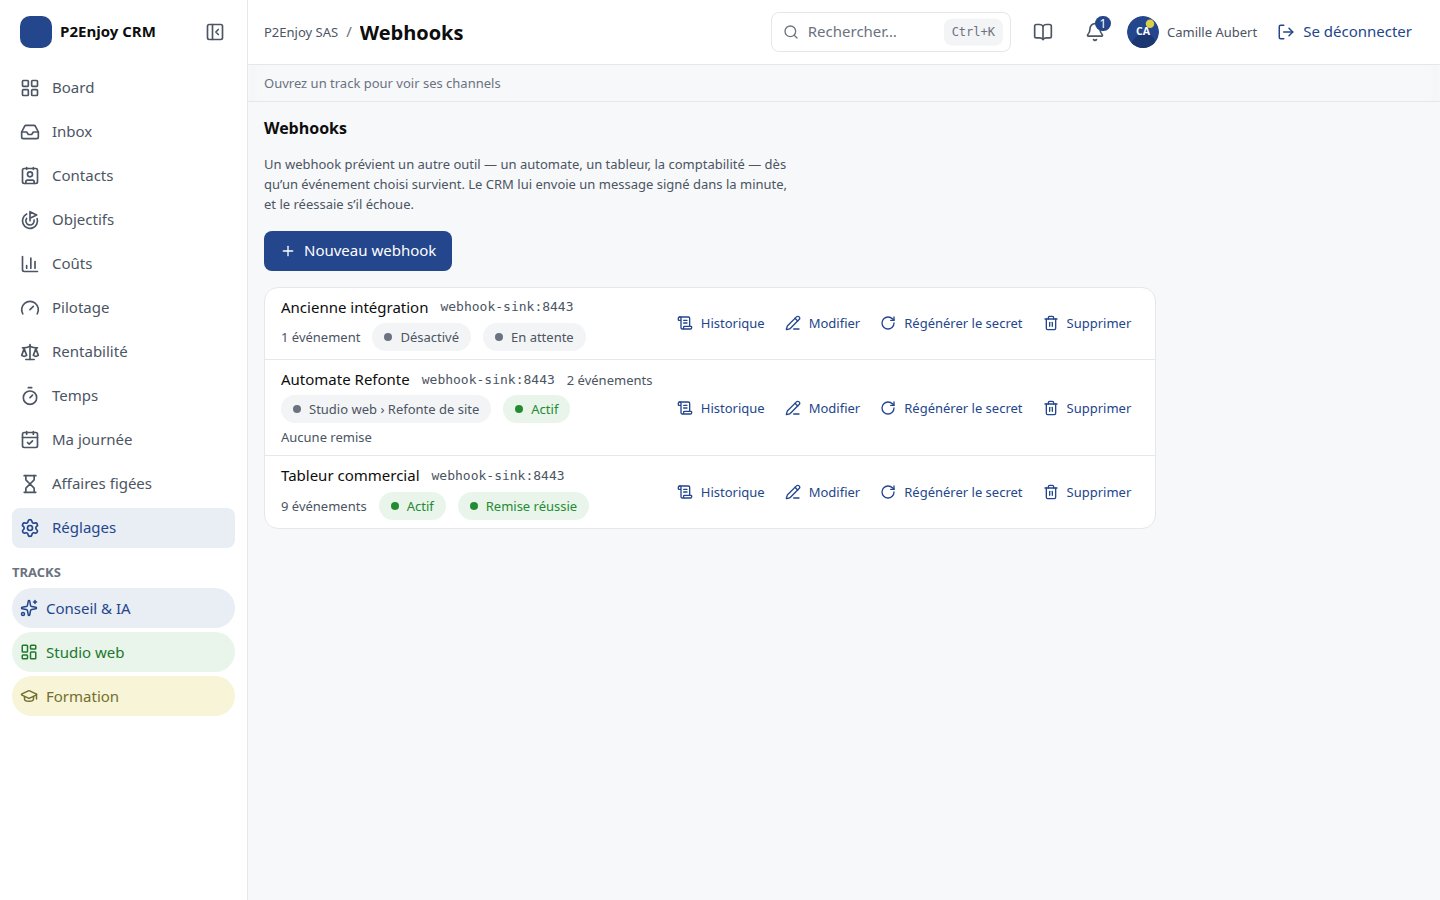 P2Enjoy CRM
P2Enjoy SAS / Webhooks
Rechercher... Ctrl+K
1
CA Camille Aubert
Se déconnecter
Board
Inbox
Contacts
Objectifs
Coûts
Pilotage
Rentabilité
Temps
Ma journée
Affaires figées
Réglages
TRACKS
Conseil & IA
Studio web
Formation
Ouvrez un track pour voir ses channels
Webhooks
Un webhook prévient un autre outil — un automate, un tableur, la comptabilité — dès
qu’un événement choisi survient. Le CRM lui envoie un message signé dans la minute,
et le réessaie s’il échoue.
+ Nouveau webhook
Ancienne intégration webhook-sink:8443
1 événement Désactivé En attente
Historique Modifier Régénérer le secret Supprimer
Automate Refonte webhook-sink:8443 2 événements
Studio web › Refonte de site Actif
Aucune remise
Historique Modifier Régénérer le secret Supprimer
Tableur commercial webhook-sink:8443
9 événements Actif Remise réussie
Historique Modifier Régénérer le secret Supprimer